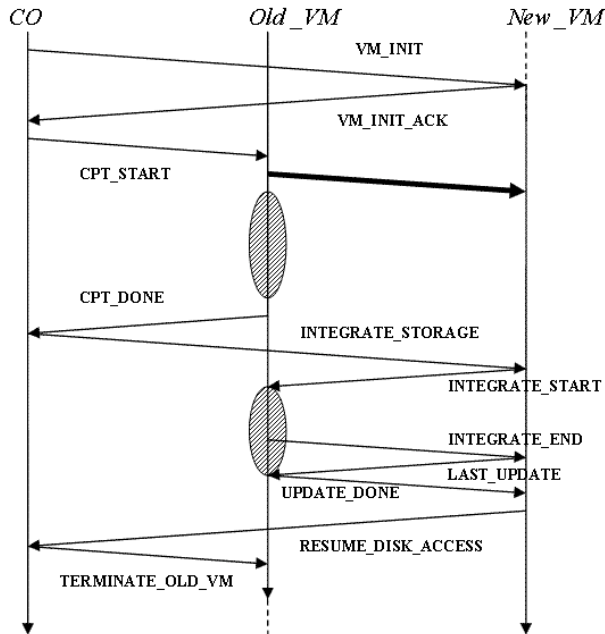 CO Old_VM New_VM
VM_INIT
VM_INIT_ACK
CPT_START
CPT_DONE
INTEGRATE_STORAGE
INTEGRATE_START
INTEGRATE_END
LAST_UPDATE
UPDATE_DONE
RESUME_DISK_ACCESS
TERMINATE_OLD_VM